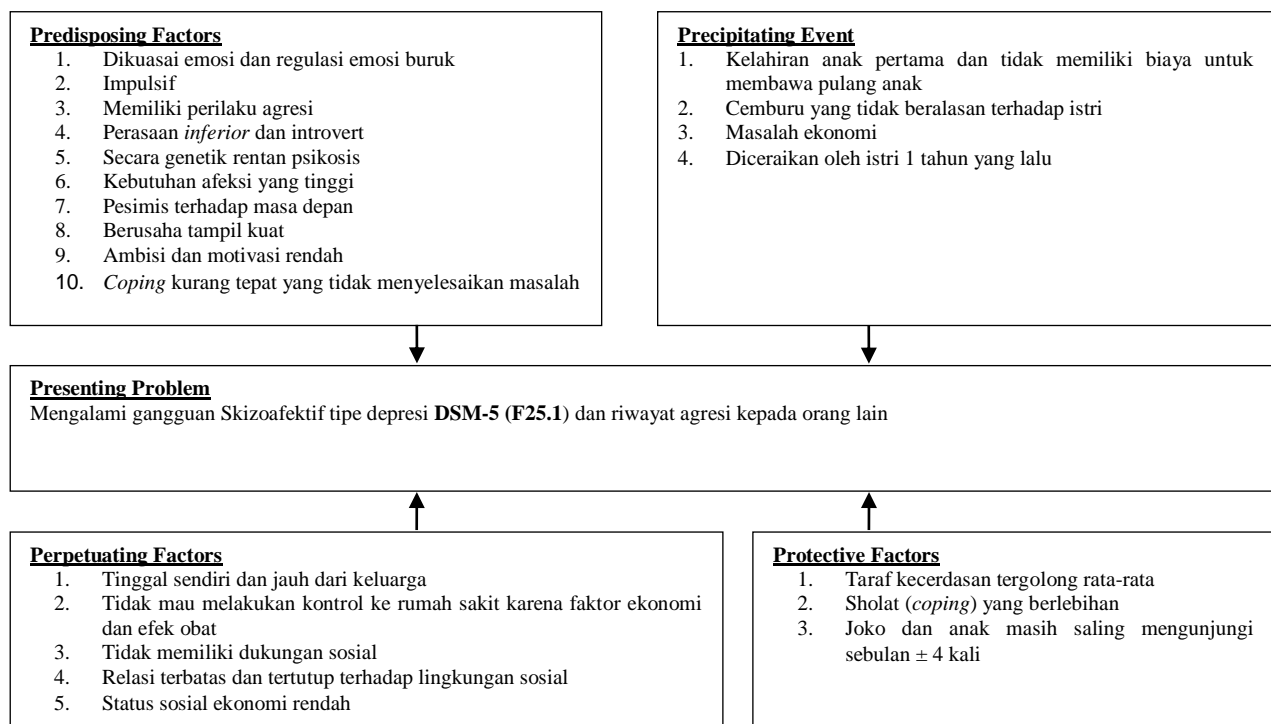 Predisposing Factors
1. Dikuasai emosi dan regulasi emosi buruk
2. Impulsif
3. Memiliki perilaku agresi
4. Perasaan inferior dan introvert
5. Secara genetik rentan psikosis
6. Kebutuhan afeksi yang tinggi
7. Pesimis terhadap masa depan
8. Berusaha tampil kuat
9. Ambisi dan motivasi rendah
10. Coping kurang tepat yang tidak menyelesaikan masalah
Precipitating Event
1. Kelahiran anak pertama dan tidak memiliki biaya untuk
membawa pulang anak
2. Cemburu yang tidak beralasan terhadap istri
3. Masalah ekonomi
4. Diceraikan oleh istri 1 tahun yang lalu
Presenting Problem
Mengalami gangguan Skizoafektif tipe depresi DSM-5 (F25.1) dan riwayat agresi kepada orang lain
Perpetuating Factors
1. Tinggal sendiri dan jauh dari keluarga
2. Tidak mau melakukan kontrol ke rumah sakit karena faktor ekonomi
dan efek obat
3. Tidak memiliki dukungan sosial
4. Relasi terbatas dan tertutup terhadap lingkungan sosial
5. Status sosial ekonomi rendah
Protective Factors
1. Taraf kecerdasan tergolong rata-rata
2. Sholat (coping) yang berlebihan
3. Joko dan anak masih saling mengunjungi
sebulan ± 4 kali